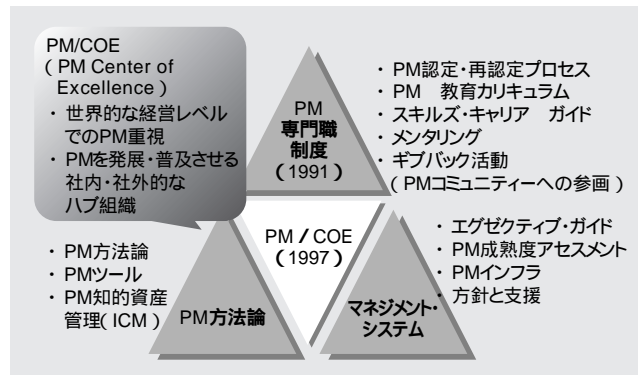 PM/COE
（PM Center of
Excellence）
・ 世界的な経営レベル
でのPM重視
・ PMを発展・普及させる
社内・社外的な
ハブ組織
PM
専門職
制度
（1991）
・ PM認定・再認定プロセス
・ PM　教育カリキュラム
・ スキルズ・キャリア　ガイド
・ メンタリング
・ ギブバック活動
（PMコミュニティーへの参画）
PM／COE
（1997）
・ PM方法論
・ PMツール
・ PM知的資産
管理（ICM）
PM方法論
マネジメント・
システム
・ エグゼクティブ・ガイド
・ PM成熟度アセスメント
・ PMインフラ
・ 方針と支援